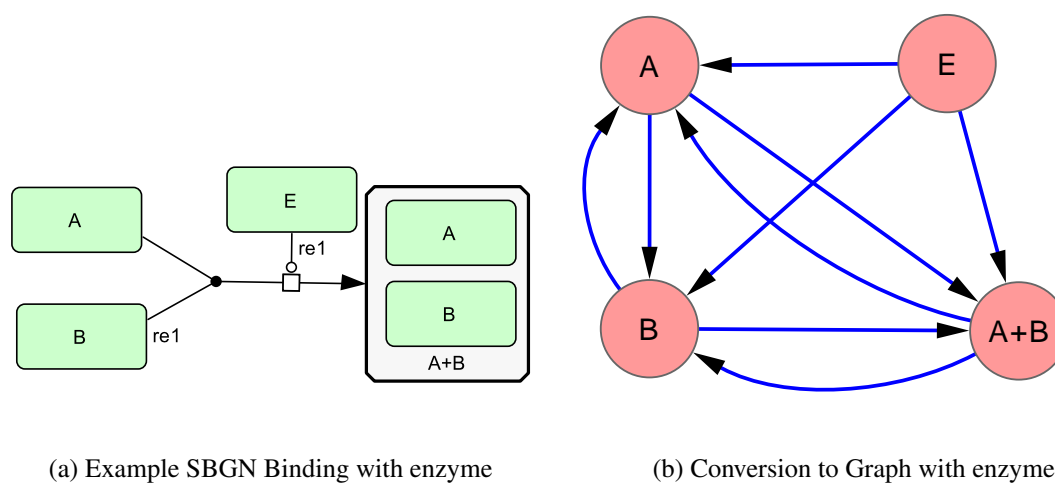 A
E
re1
A
B
re1
B
A+B
A
E
B
A+B
(a) Example SBGN Binding with enzyme
(b) Conversion to Graph with enzyme